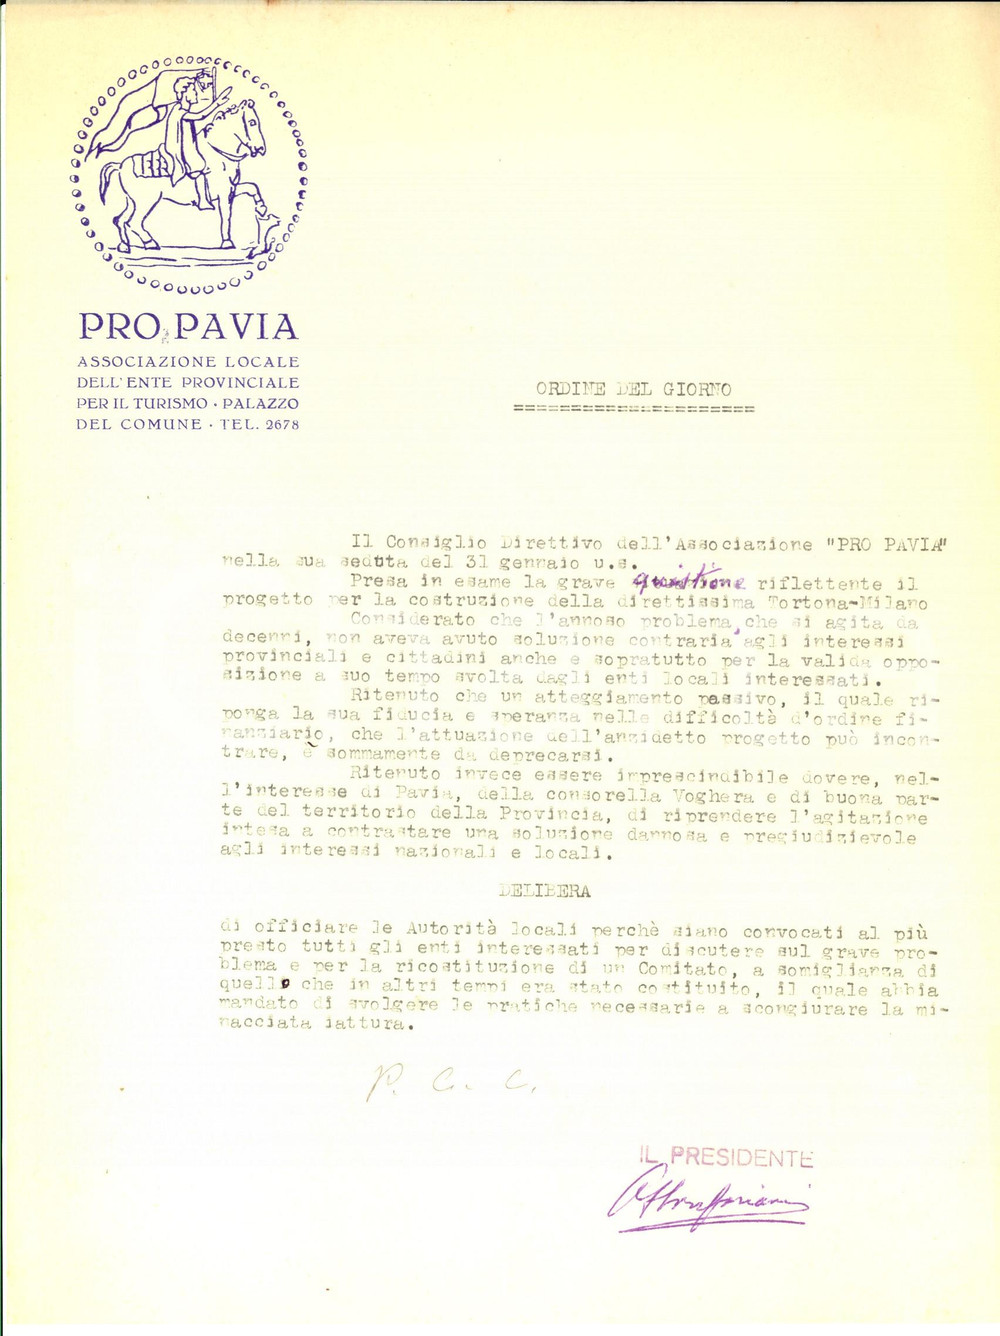 PRO PAVIA
ASSOCIAZIONE LOCALE
DELL'ENTE PROVINCIALE
PER IL TURISMO · PALAZZO
DEL COMUNE · TEL. 2678
ORDINE DEL GIORNO
=====================
Il Consiglio Direttivo dell'Associazione "PRO PAVIA"
nella sua seduta del 31 gennaio u.s.
Presa in esame la grave quistione riflettente il
progetto per la costruzione della direttissima Tortona-Milano
Considerato che l'annoso problema, che si agita da
decenni, non aveva avuto soluzione contraria agli interessi
provinciali e cittadini anche e sopratutto per la valida oppo-
sizione a suo tempo svolta dagli enti locali interessati.
Ritenuto che un atteggiamento passivo, il quale ri-
ponga la sua fiducia e speranza nelle difficoltà d'ordine fi-
nanziario, che l'attuazione dell'anzidetto progetto può incon-
trare, è sommamente da deprecarsi.
Ritenuto invece essere imprescindibile dovere, nel-
l'interesse di Pavia, della consorella Voghera e di buona par-
te del territorio della Provincia, di riprendere l'agitazione
intesa a contrastare una soluzione dannosa e pregiudizievole
agli interessi nazionali e locali.
DELIBERA
di officiare le Autorità locali perchè siano convocati al più
presto tutti gli enti interessati per discutere sul grave pro-
blema e per la ricostituzione di un Comitato, a somiglianza di
quello che in altri tempi era stato costituito, il quale abbia
mandato di svolgere le pratiche necessarie a scongiurare la mi-
nacciata iattura.
P. C. C.
IL PRESIDENTE